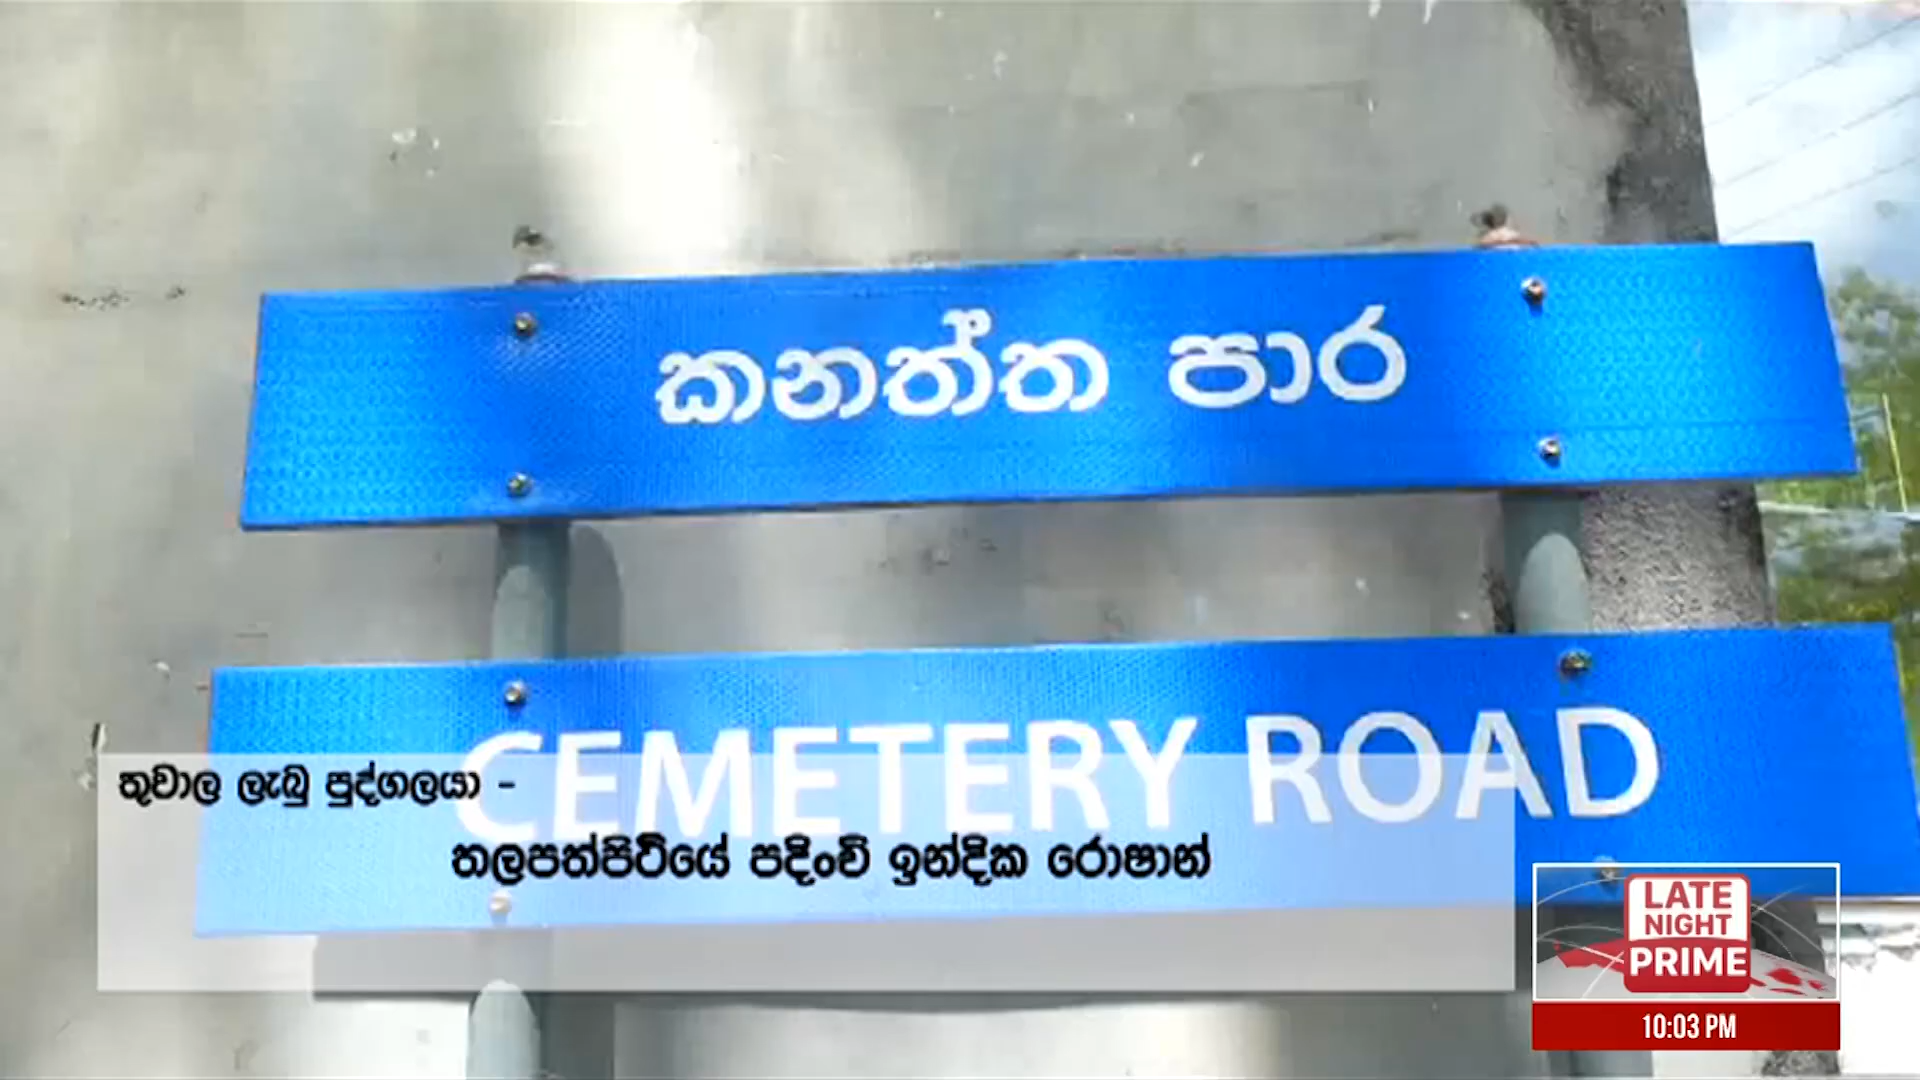 කනත්ත පාර
CEMETERY ROAD
තුවාල ලැබූ පුද්ගලයා -
තලපත්පිටියේ පදිංචි ඉන්දික රොෂාන්
LATE
NIGHT
PRIME
10:03 PM